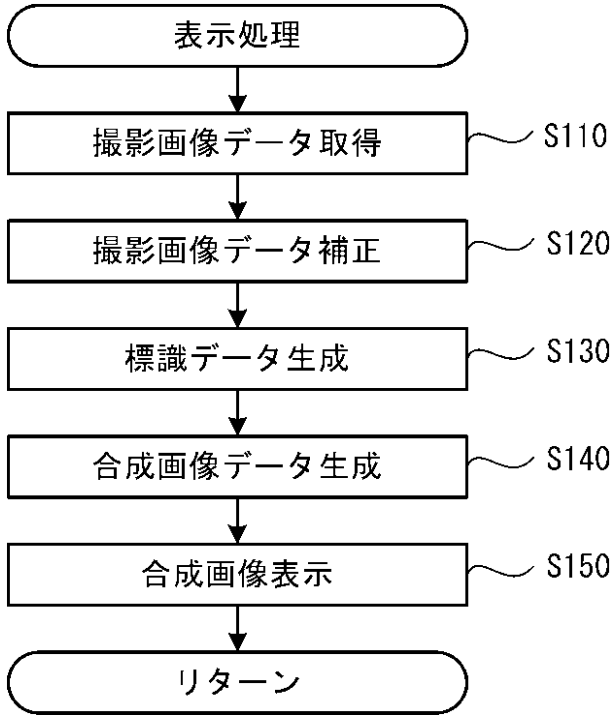 表示処理
撮影画像データ取得 S110
撮影画像データ補正 S120
標識データ生成 S130
合成画像データ生成 S140
合成画像表示 S150
リターン